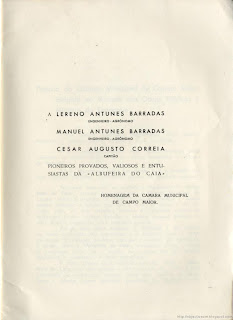 A LERENO ANTUNES BARRADAS
ENGENHEIRO AGRÓNOMO
MANUEL ANTUNES BARRADAS
ENGENHEIRO AGRÓNOMO
CESAR AUGUSTO CORREIA
CAPITÃO
PIONEIROS PROVADOS, VALIOSOS E ENTU-
SIASTAS DA «ALBUFEIRA DO CAIA»
HOMENAGEM DA CAMARA MUNICIPAL
DE CAMPO MAIOR.